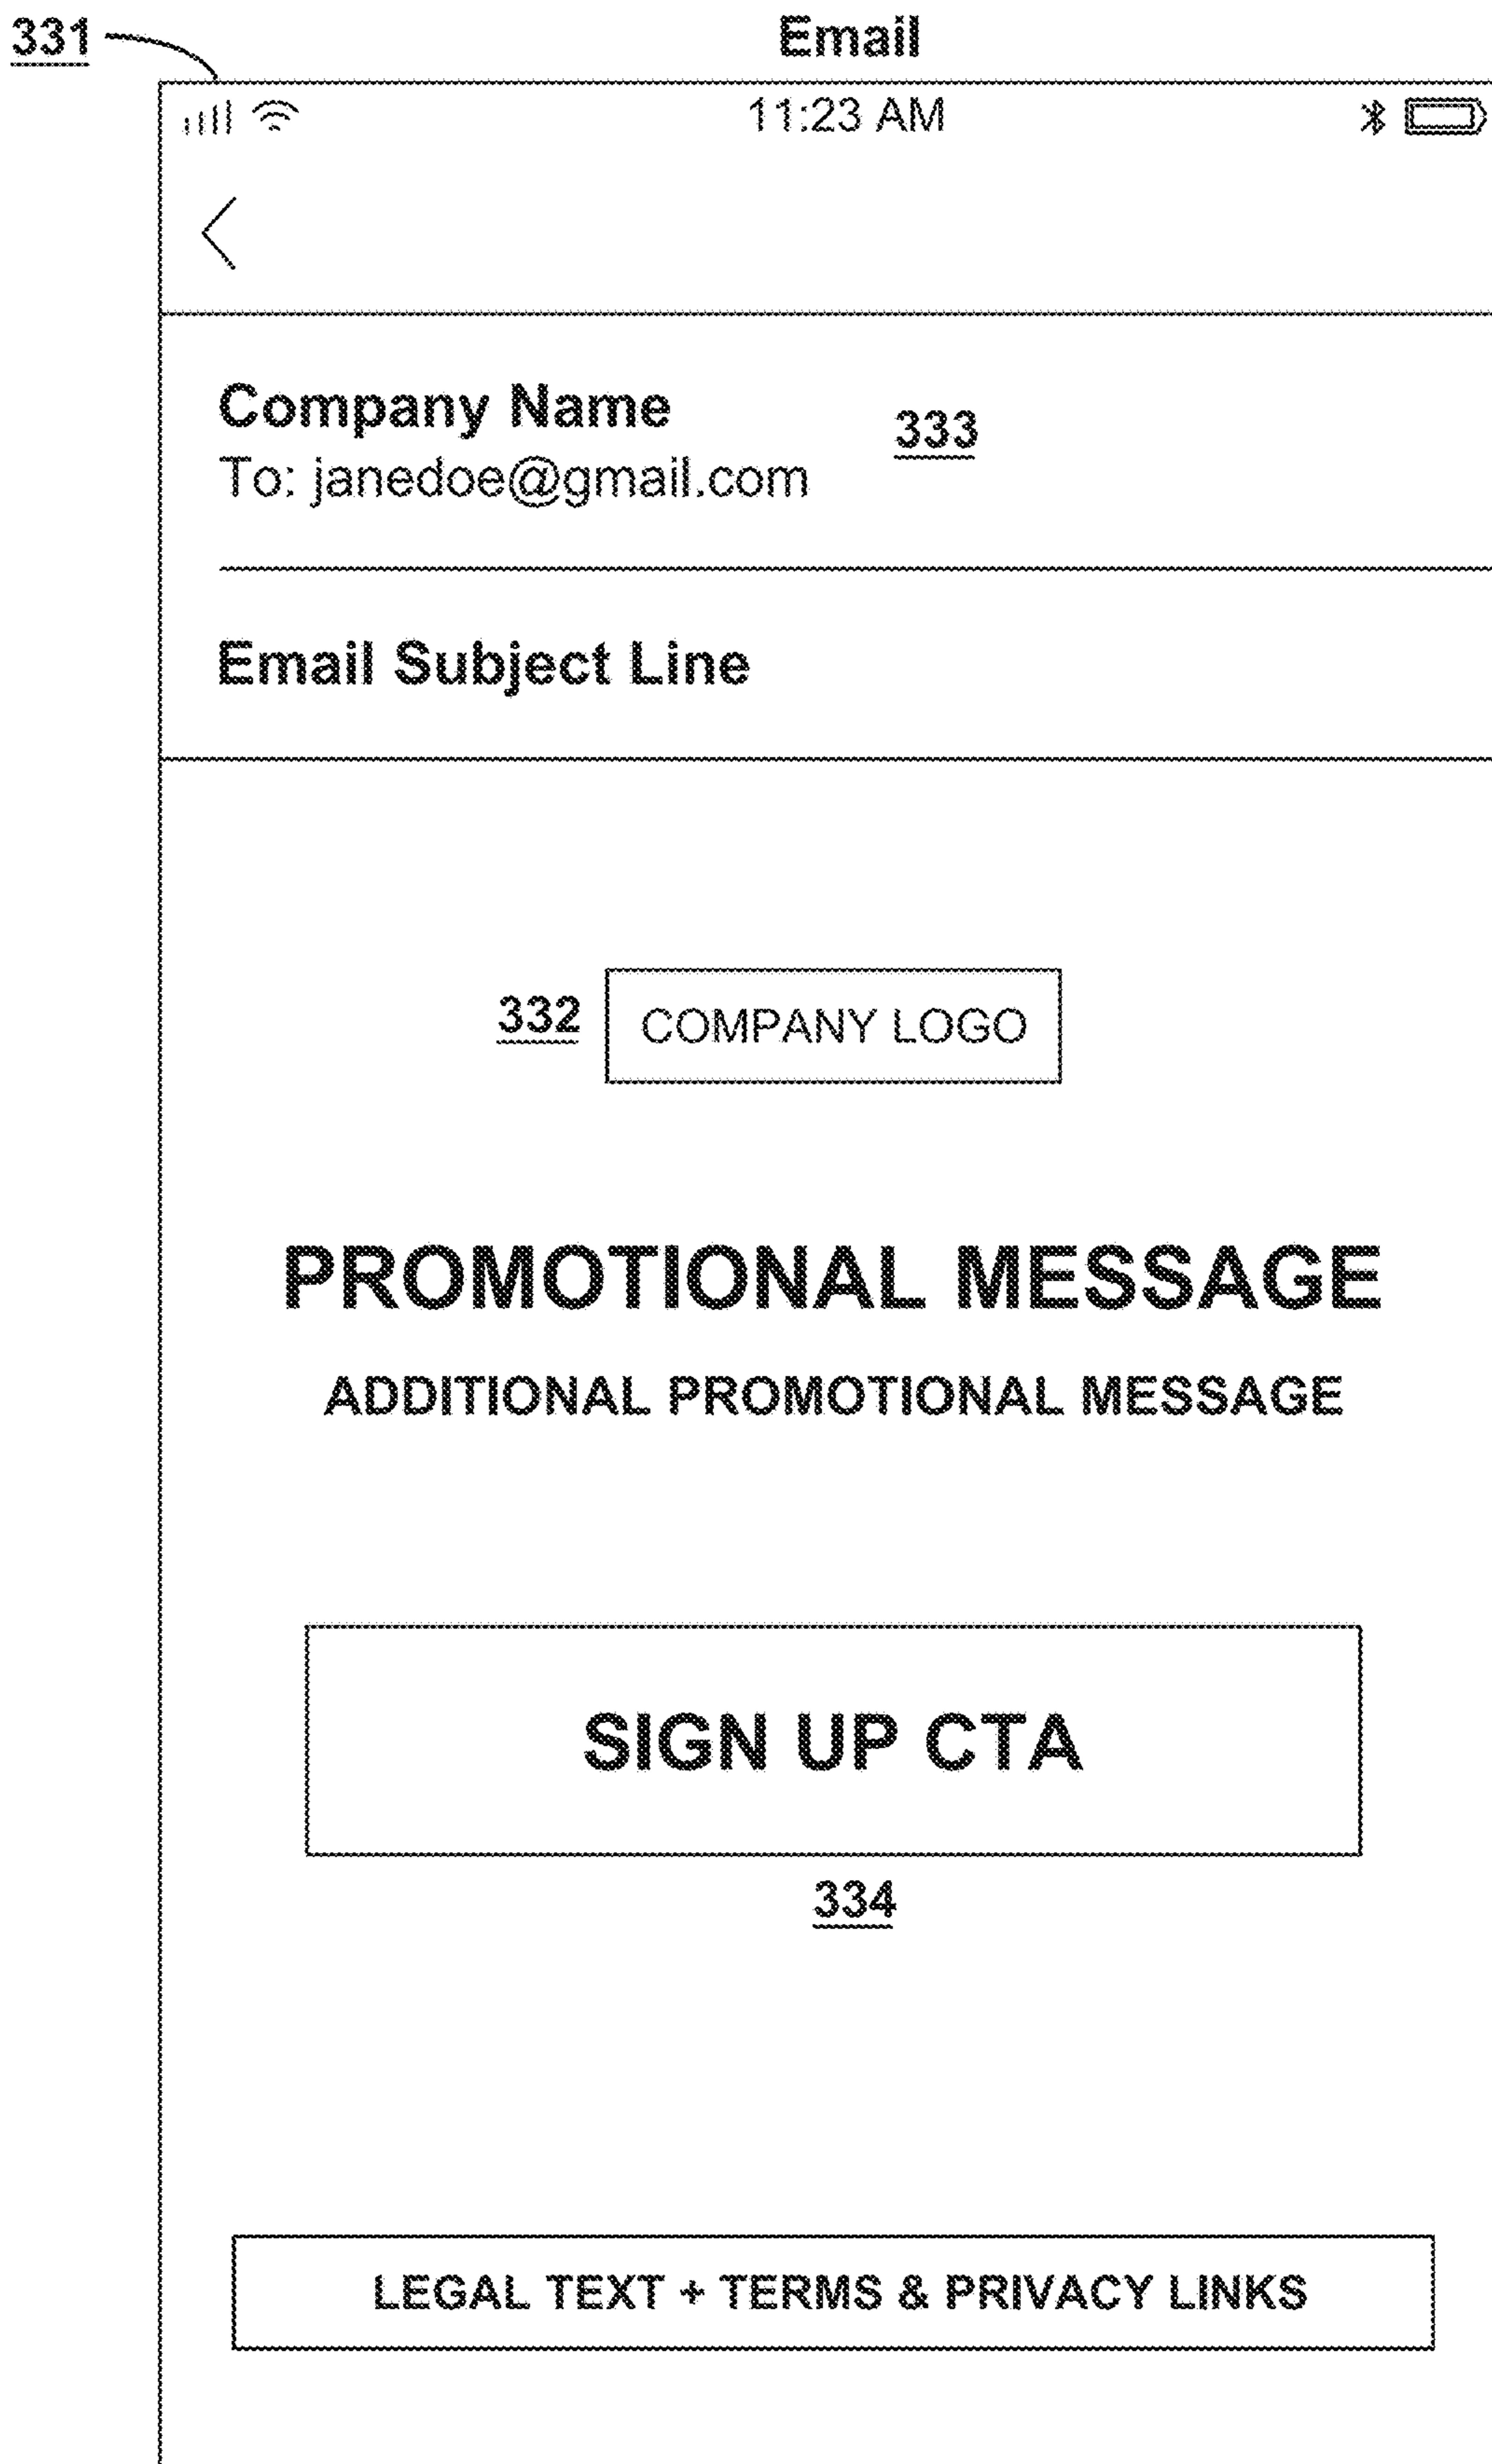 331
Email
11:23 AM
Company Name
333
To: janedoe@gmail.com
Email Subject Line
332
COMPANY LOGO
PROMOTIONAL MESSAGE
ADDITIONAL PROMOTIONAL MESSAGE
SIGN UP CTA
334
LEGAL TEXT + TERMS & PRIVACY LINKS